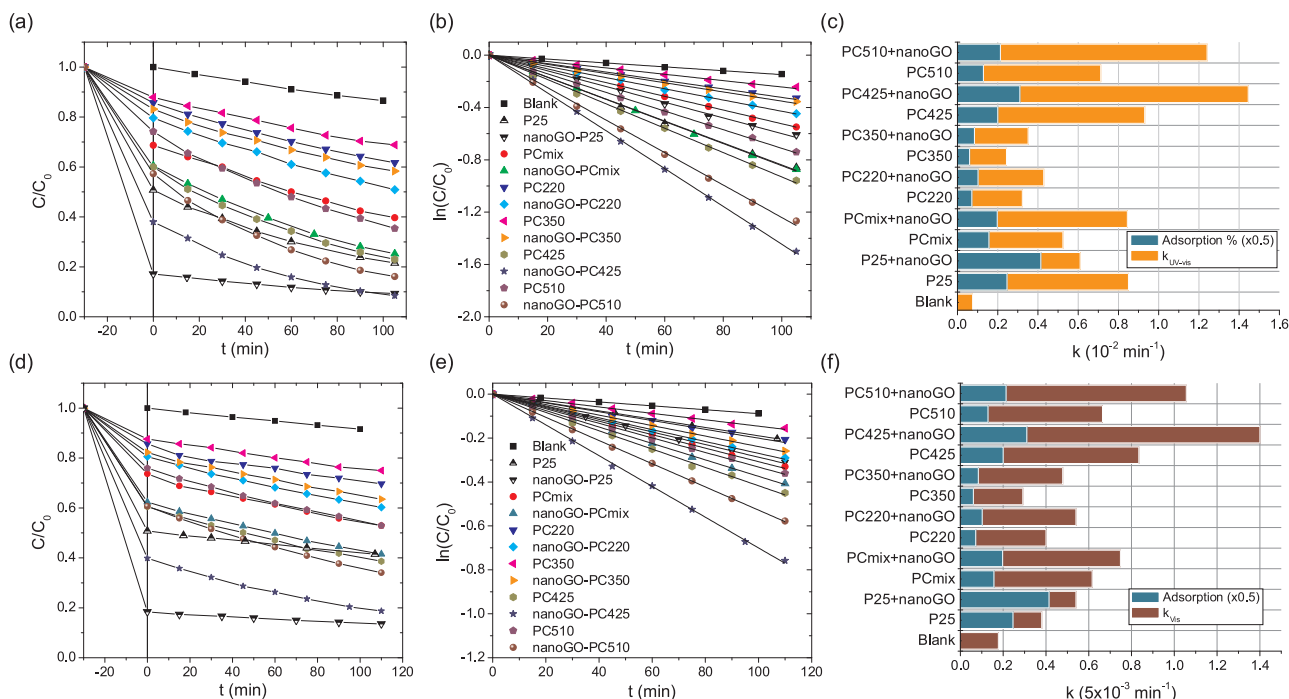 (a)
1.0
0.8
0.6
0.4
0.2
0.0
C/C0
-20 0 20 40 60 80 100
t (min)
(b)
0.0
-0.4
-0.8
-1.2
-1.6
-2.0
ln(C/C0)
0 20 40 60 80 100 120
t (min)
Blank
P25
nanoGO-P25
PCmix
nanoGO-PCmix
PC220
nanoGO-PC220
PC350
nanoGO-PC350
PC425
nanoGO-PC425
PC510
nanoGO-PC510
(c)
PC510+nanoGO
PC510
PC425+nanoGO
PC425
PC350+nanoGO
PC350
PC220+nanoGO
PC220
PCmix+nanoGO
PCmix
P25+nanoGO
P25
Blank
Adsorption % (x0.5)
kUV-vis
0.0 0.2 0.4 0.6 0.8 1.0 1.2 1.4 1.6
k (10⁻² min⁻¹)
(d)
1.0
0.8
0.6
0.4
0.2
0.0
C/C0
-20 0 20 40 60 80 100 120
t (min)
(e)
0.0
-0.2
-0.4
-0.6
-0.8
-1.0
-1.2
ln(C/C0)
0 20 40 60 80 100 120
t (min)
Blank
P25
nanoGO-P25
PCmix
nanoGO-PCmix
PC220
nanoGO-PC220
PC350
nanoGO-PC350
PC425
nanoGO-PC425
PC510
nanoGO-PC510
(f)
PC510+nanoGO
PC510
PC425+nanoGO
PC425
PC350+nanoGO
PC350
PC220+nanoGO
PC220
PCmix+nanoGO
PCmix
P25+nanoGO
P25
Blank
Adsorption (x0.5)
kVis
0.0 0.2 0.4 0.6 0.8 1.0 1.2 1.4
k (5x10⁻³ min⁻¹)